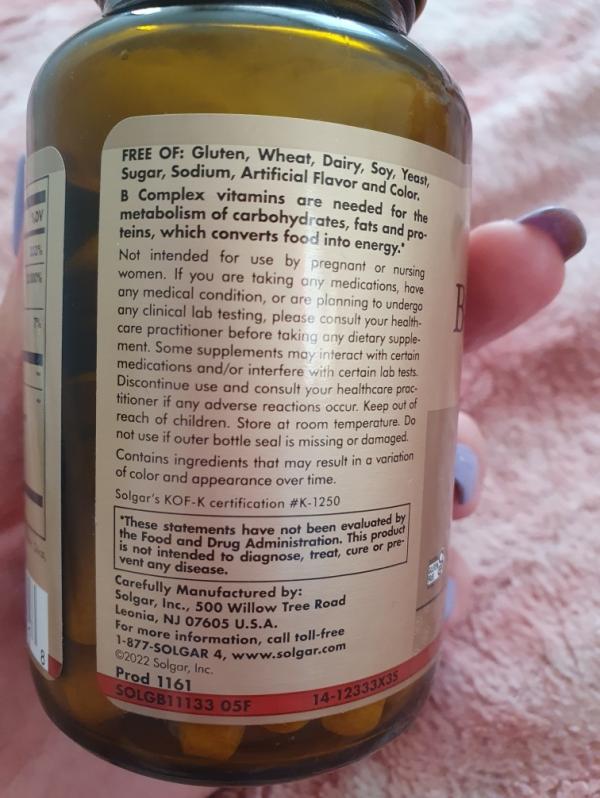 FREE OF: Gluten, Wheat, Dairy, Soy, Yeast,
Sugar, Sodium, Artificial Flavor and Color.
B Complex vitamins are needed for the
metabolism of carbohydrates, fats and pro-
teins, which converts food into energy.*
Not intended for use by pregnant or nursing
women. If you are taking any medications, have
any medical condition, or are planning to undergo
any clinical lab testing, please consult your health-
care practitioner before taking any dietary supple-
ment. Some supplements may interact with certain
medications and/or interfere with certain lab tests.
Discontinue use and consult your healthcare prac-
titioner if any adverse reactions occur. Keep out of
reach of children. Store at room temperature. Do
not use if outer bottle seal is missing or damaged.
Contains ingredients that may result in a variation
of color and appearance over time.
Solgar's KOF-K certification #K-1250
*These statements have not been evaluated by
the Food and Drug Administration. This product
is not intended to diagnose, treat, cure or pre-
vent any disease.
Carefully Manufactured by:
Solgar, Inc., 500 Willow Tree Road
Leonia, NJ 07605 U.S.A.
For more information, call toll-free
1-877-SOLGAR 4, www.solgar.com
©2022 Solgar, Inc.
Prod 1161
SOLGB11133 05F 14-12333X3S
%DV
7%
8
B